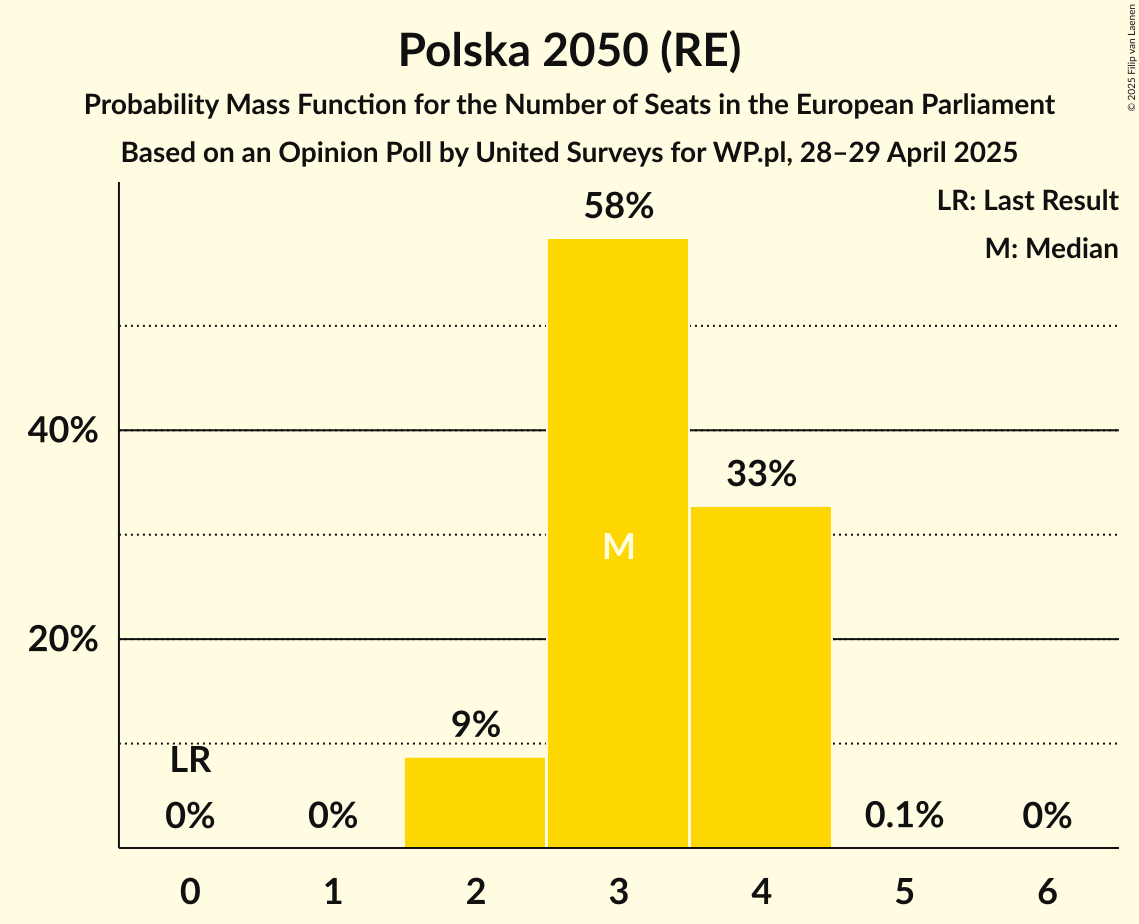 Polska 2050 (RE)
Probability Mass Function for the Number of Seats in the European Parliament
Based on an Opinion Poll by United Surveys for WP.pl, 28–29 April 2025
© 2025 Filip van Laenen
LR: Last Result
M: Median
58%
40%
33%
M
20%
9%
LR
0%
0%
0.1%
0%
0
1
2
3
4
5
6